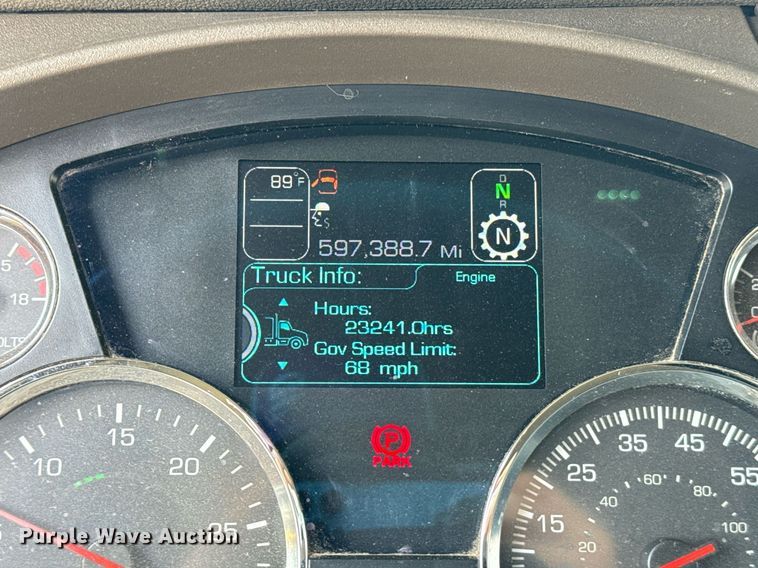 89°F
D
N
R
N
597,388.7 Mi
Truck Info:
Engine
Hours:
23241.0hrs
Gov Speed Limit:
68 mph
P
PARK
18
VOLTS
10
15
20
25
15
25
35
45
55
20
40
60
80
100
Purple Wave Auction